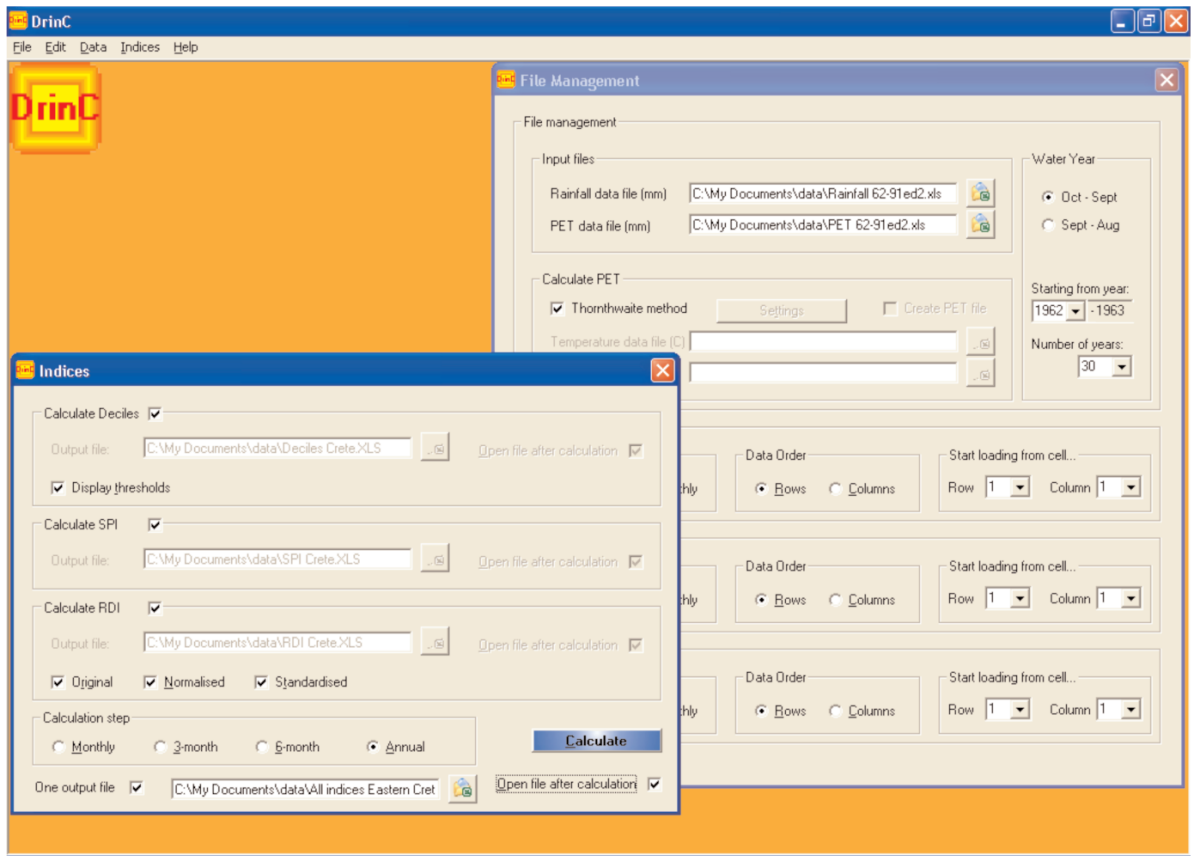 DrinC
File Edit Data Indices Help
DrinC
File Management
File management
Input files
Rainfall data file (mm) C:\My Documents\data\Rainfall 62-91ed2.xls
PET data file (mm) C:\My Documents\data\PET 62-91ed2.xls
Water Year
Oct - Sept
Sept - Aug
Calculate PET
Thornthwaite method Settings Create PET file
Temperature data file (C)
Starting from year:
1962 - 1963
Number of years:
30
Data Order Start loading from cell...
hly Rows Columns Row 1 Column 1
Data Order Start loading from cell...
hly Rows Columns Row 1 Column 1
Data Order Start loading from cell...
hly Rows Columns Row 1 Column 1
Indices
Calculate Deciles
Output file: C:\My Documents\data\Deciles Crete.XLS Open file after calculation
Display thresholds
Calculate SPI
Output file: C:\My Documents\data\SPI Crete.XLS Open file after calculation
Calculate RDI
Output file: C:\My Documents\data\RDI Crete.XLS Open file after calculation
Original Normalised Standardised
Calculation step
Monthly 3-month 6-month Annual
Calculate
One output file C:\My Documents\data\All indices Eastern Cret Open file after calculation